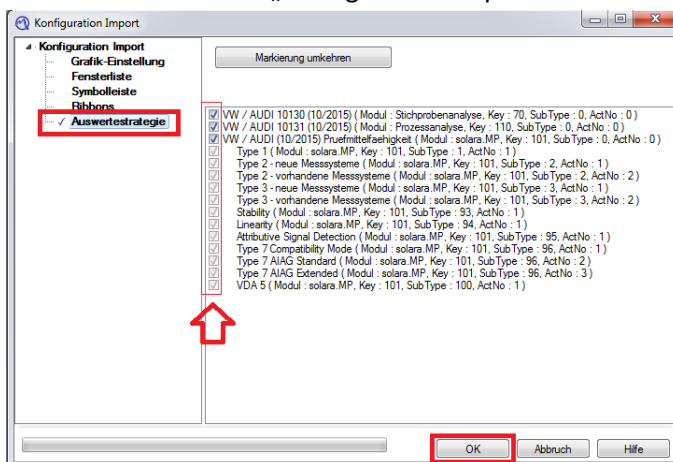 Konfiguration Import
Konfiguration Import
Grafik-Einstellung
Fensterliste
Symbolleiste
Ribbons
Auswertestrategie
Markierung umkehren
VW / AUDI 10130 (10/2015) ( Modul : Stichprobenanalyse, Key : 70, SubType : 0, ActNo : 0 )
VW / AUDI 10131 (10/2015) ( Modul : Prozessanalyse, Key : 110, SubType : 0, ActNo : 0 )
VW / AUDI (10/2015) Pruefmittelfaehigkeit ( Modul : solara.MP, Key : 101, SubType : 0, ActNo : 0 )
Type 1 ( Modul : solara.MP, Key : 101, SubType : 1, ActNo : 1 )
Type 2 - neue Messsysteme ( Modul : solara.MP, Key : 101, SubType : 2, ActNo : 1 )
Type 2 - vorhandene Messsysteme ( Modul : solara.MP, Key : 101, SubType : 2, ActNo : 2 )
Type 3 - neue Messsysteme ( Modul : solara.MP, Key : 101, SubType : 3, ActNo : 1 )
Type 3 - vorhandene Messsysteme ( Modul : solara.MP, Key : 101, SubType : 3, ActNo : 2 )
Stability ( Modul : solara.MP, Key : 101, SubType : 93, ActNo : 1 )
Linearity ( Modul : solara.MP, Key : 101, SubType : 94, ActNo : 1 )
Attributive Signal Detection ( Modul : solara.MP, Key : 101, SubType : 95, ActNo : 1 )
Type 7 Compatibility Mode ( Modul : solara.MP, Key : 101, SubType : 96, ActNo : 1 )
Type 7 AIAG Standard ( Modul : solara.MP, Key : 101, SubType : 96, ActNo : 2 )
Type 7 AIAG Extended ( Modul : solara.MP, Key : 101, SubType : 96, ActNo : 3 )
VDA 5 ( Modul : solara.MP, Key : 101, SubType : 100, ActNo : 1 )
OK
Abbruch
Hilfe